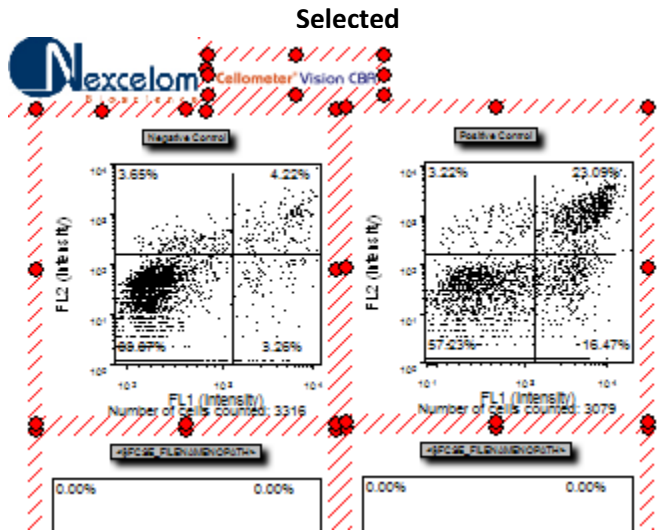 Selected
Nexcelom
Bioscience
Cellometer® Vision CBR
Negative Control
3.65% 4.22%
FL2 (Intensity)
3.26%
FL1 (Intensity)
Number of cells counted: 3316
Positive Control
3.22% 23.09%
FL2 (Intensity)
57.23% 16.47%
FL1 (Intensity)
Number of cells counted: 3079
0.00% 0.00%
0.00% 0.00%